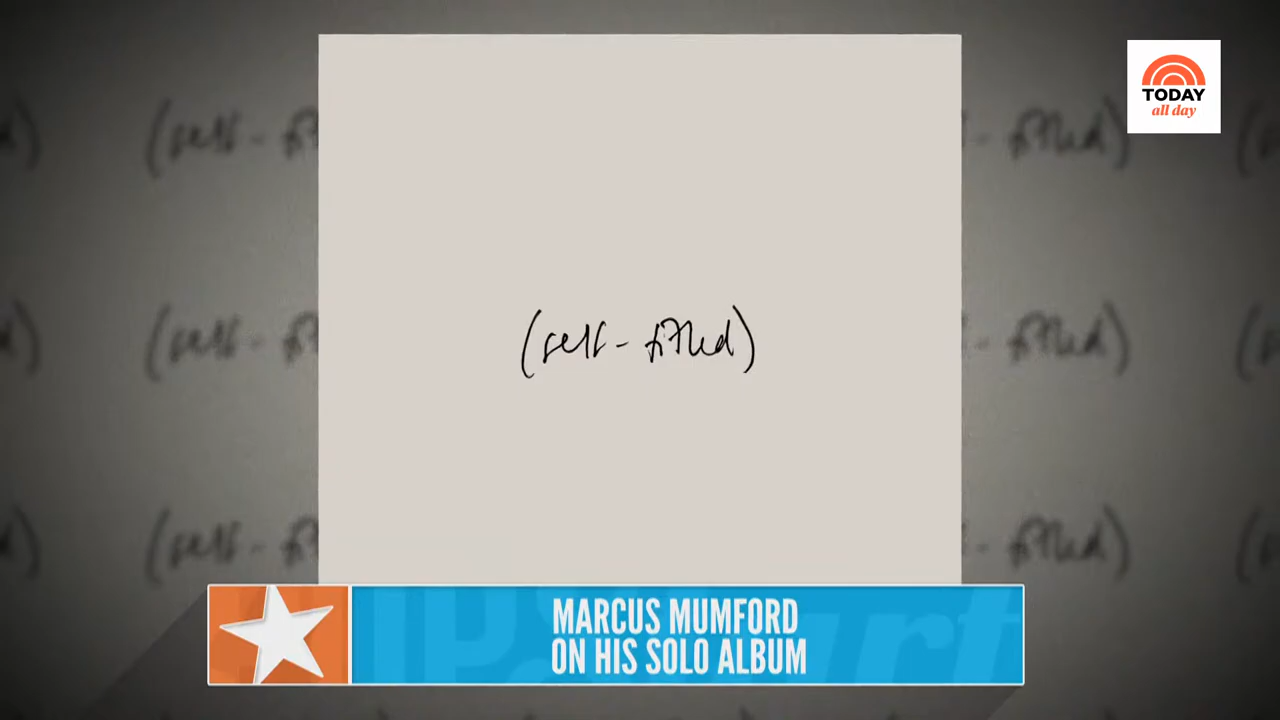 TODAY
all day
(self-titled)
MARCUS MUMFORD
ON HIS SOLO ALBUM